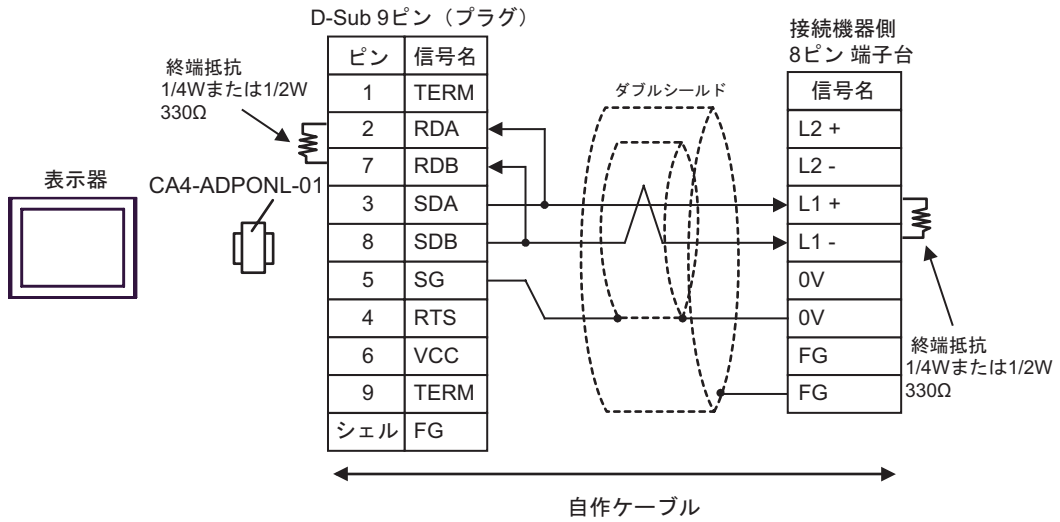 D-Sub 9ピン（プラグ）
ピン 信号名
1 TERM
2 RDA
7 RDB
3 SDA
8 SDB
5 SG
4 RTS
6 VCC
9 TERM
シェル FG
終端抵抗
1/4Wまたは1/2W
330Ω
表示器
CA4-ADPONL-01
ダブルシールド
接続機器側
8ピン 端子台
信号名
L2 +
L2 -
L1 +
L1 -
0V
0V
FG
FG
終端抵抗
1/4Wまたは1/2W
330Ω
自作ケーブル